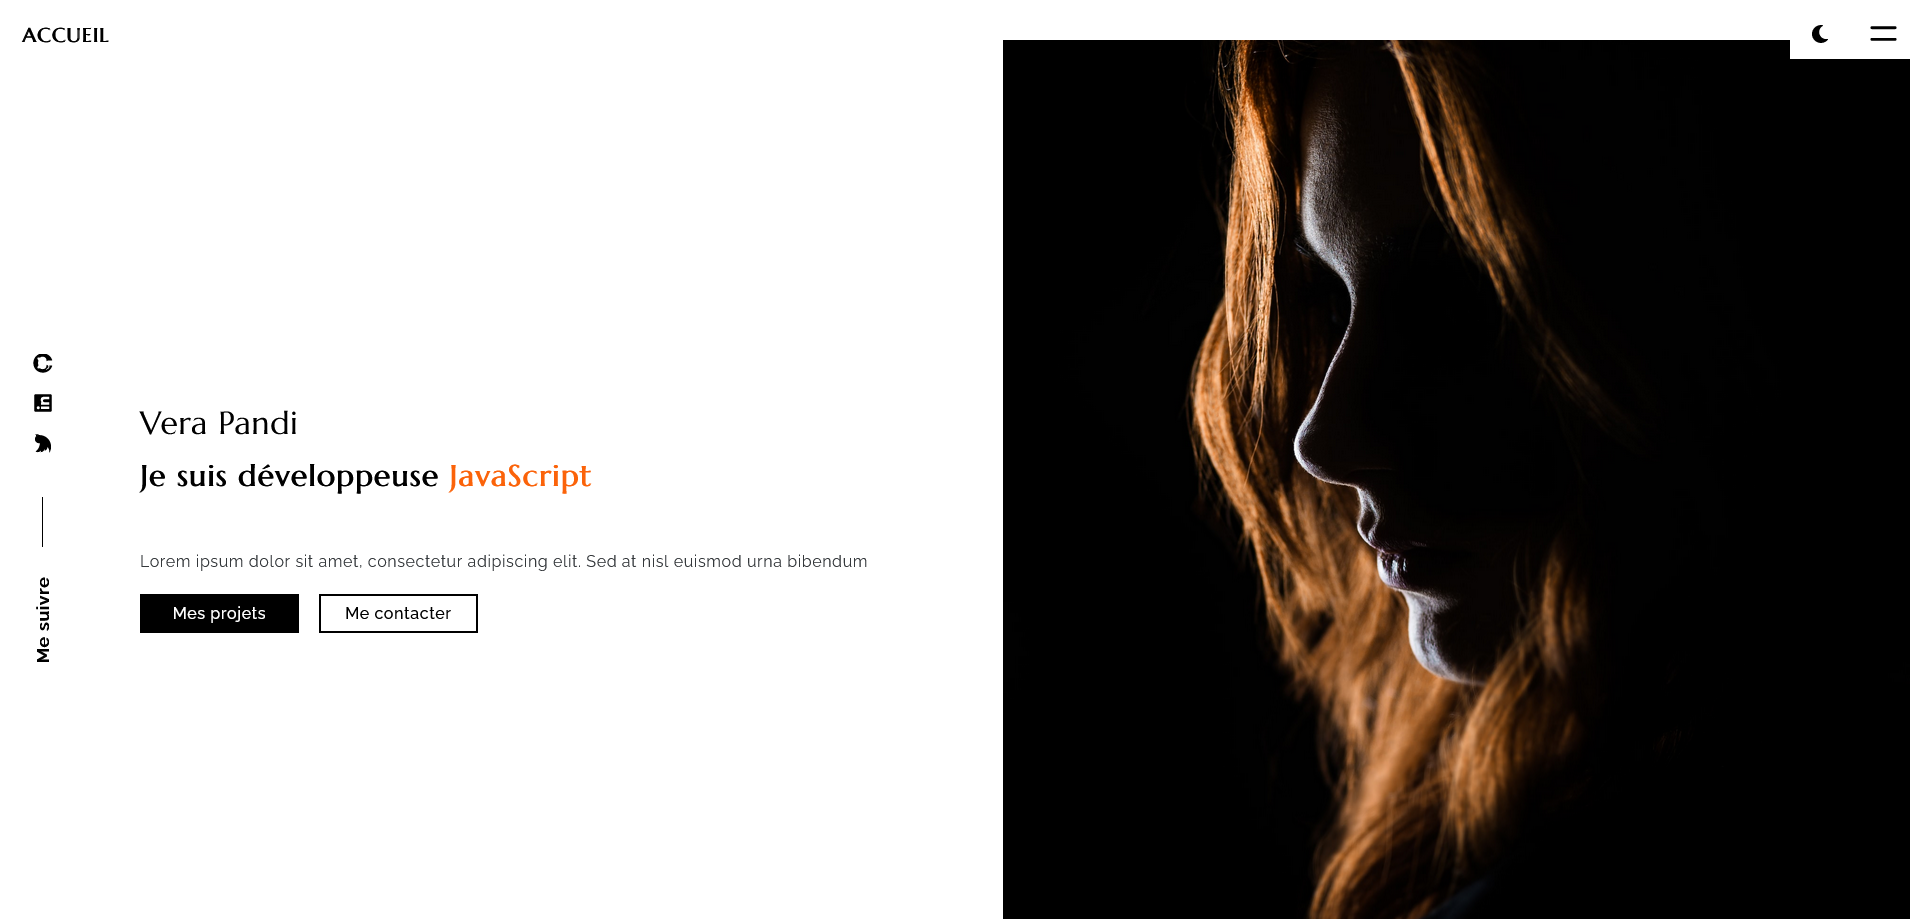 ACCUEIL
Vera Pandi
Je suis développeuse JavaScript
Lorem ipsum dolor sit amet, consectetur adipiscing elit. Sed at nisl euismod urna bibendum
Mes projets
Me contacter
Me suivre